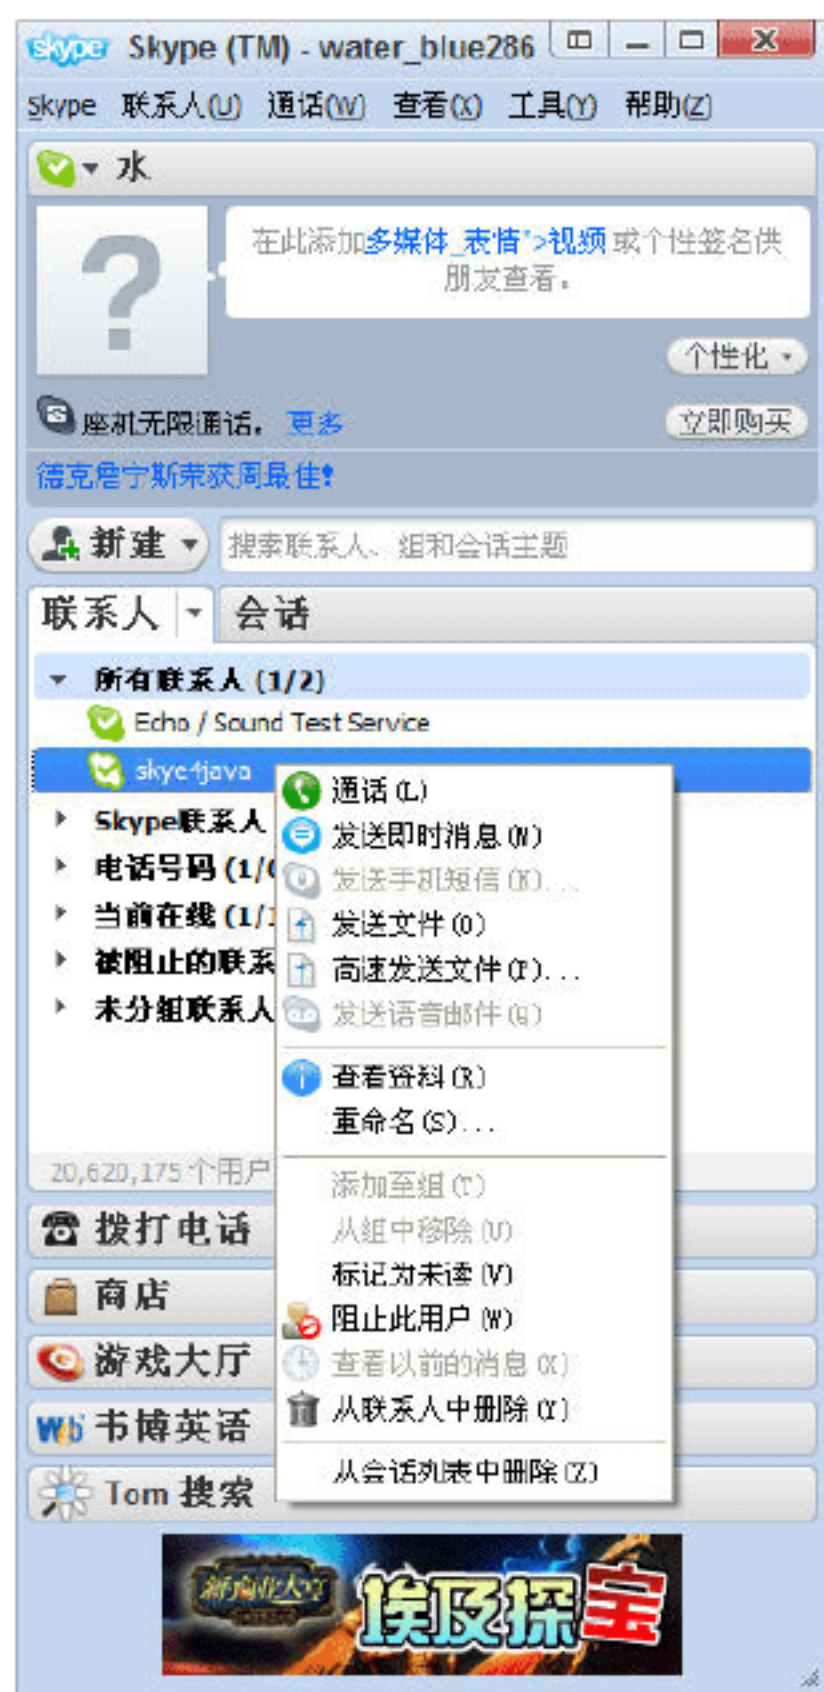 skype Skype (TM) - water_blue286
Skype 联系人(U) 通话(W) 查看(X) 工具(Y) 帮助(Z)
水
?
在此添加多媒体_表情">视频 或个性签名供
朋友查看。
个性化
座机无限通话。 更多
立即购买
德克詹宁斯荣获周最佳!
新建 搜索联系人、组和会话主题
联系人 会话
所有联系人 (1/2)
Echo / Sound Test Service
skype4java
通话(L)
Skype联系人
发送即时消息(N)
电话号码 (1/
发送手机短信(K)...
当前在线 (1/
发送文件(O)
被阻止的联系
高速发送文件(P)...
未分组联系人
发送语音邮件(Q)
查看资料(R)
重命名(S)...
20,620,175 个用户
添加至组(T)
拨打电话
从组中移除(U)
标记为未读(V)
商店
阻止此用户(W)
游戏大厅
查看以前的消息(X)
从联系人中删除(Y)
Wb 书博英语
从会话列表中删除(Z)
Tom 搜索
埃及探宝